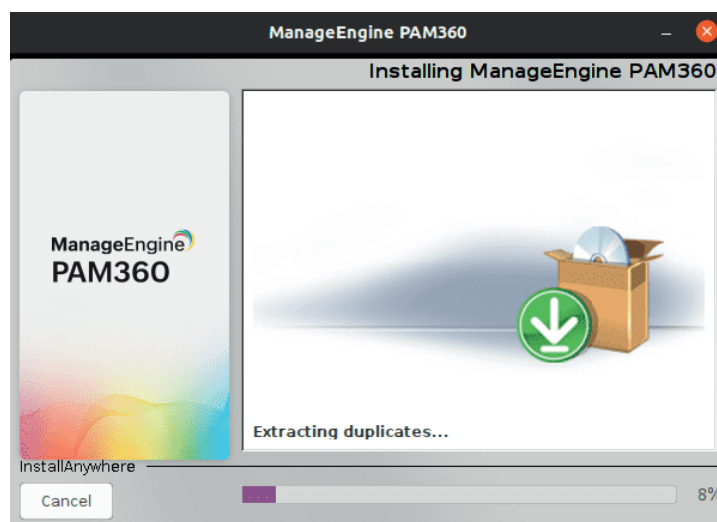 ManageEngine PAM360
Installing ManageEngine PAM360
ManageEngine
PAM360
Extracting duplicates...
InstallAnywhere
Cancel
8%